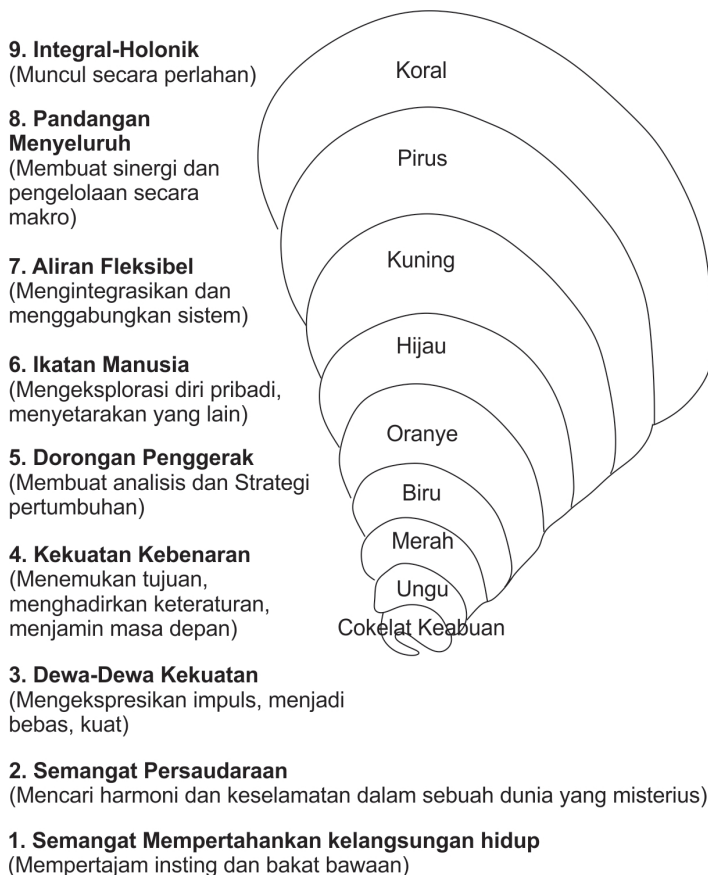 9. Integral-Holonik
(Muncul secara perlahan)
8. Pandangan
Menyeluruh
(Membuat sinergi dan
pengelolaan secara
makro)
7. Aliran Fleksibel
(Mengintegrasikan dan
menggabungkan sistem)
6. Ikatan Manusia
(Mengeksplorasi diri pribadi,
menyetarakan yang lain)
5. Dorongan Penggerak
(Membuat analisis dan Strategi
pertumbuhan)
4. Kekuatan Kebenaran
(Menemukan tujuan,
menghadirkan keteraturan,
menjamin masa depan)
3. Dewa-Dewa Kekuatan
(Mengekspresikan impuls, menjadi
bebas, kuat)
2. Semangat Persaudaraan
(Mencari harmoni dan keselamatan dalam sebuah dunia yang misterius)
1. Semangat Mempertahankan kelangsungan hidup
(Mempertajam insting dan bakat bawaan)
Koral
Pirus
Kuning
Hijau
Oranye
Biru
Merah
Ungu
Cokelat Keabuan